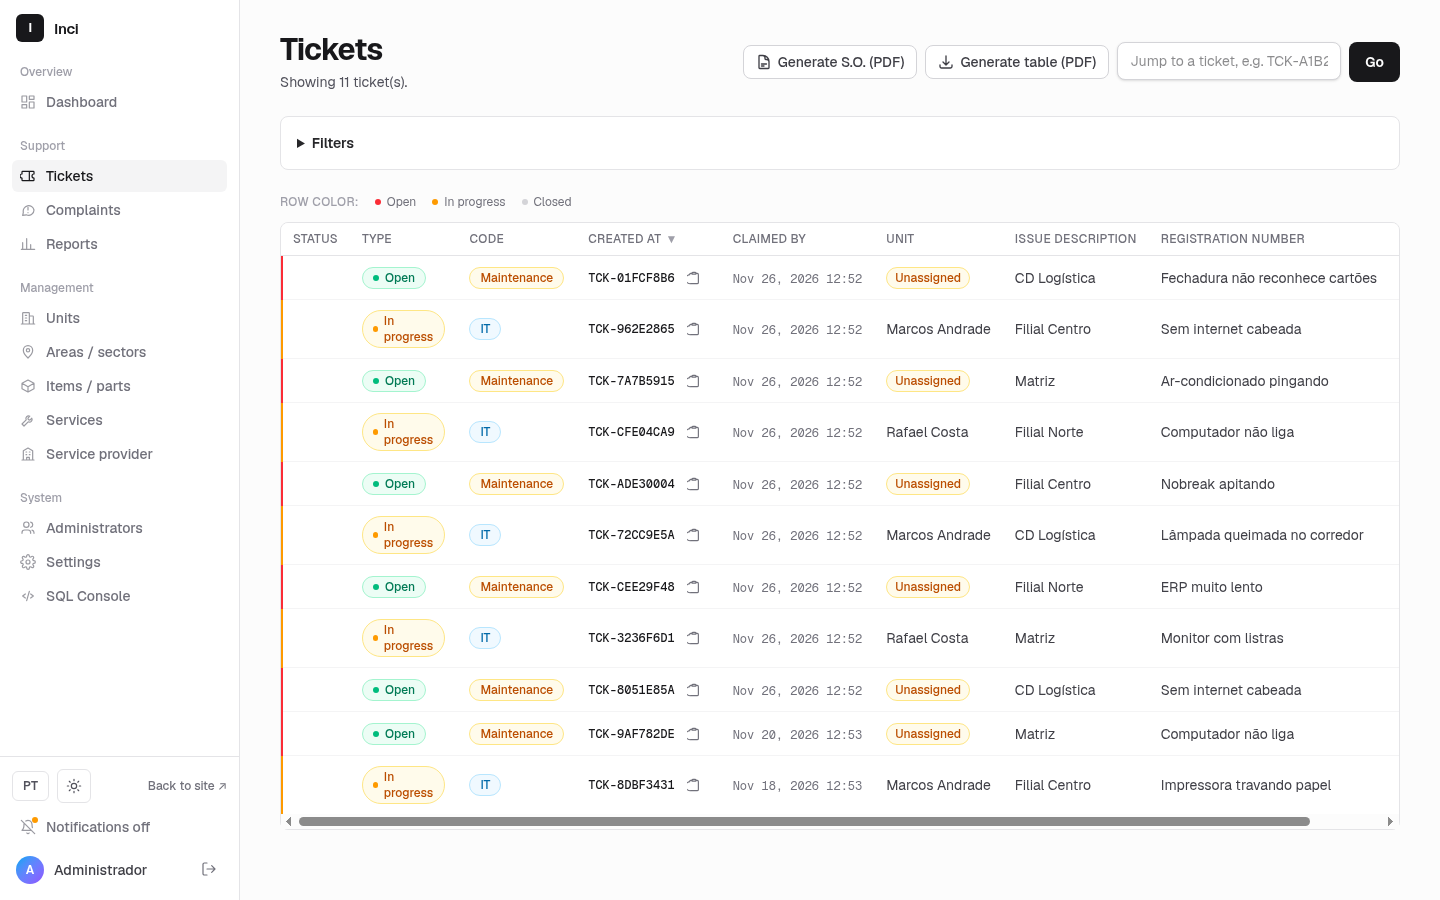 I Inci
Overview
Dashboard
Support
Tickets
Complaints
Reports
Management
Units
Areas / sectors
Items / parts
Services
Service provider
System
Administrators
Settings
SQL Console
PT Back to site ↗
Notifications off
A Administrador
Tickets
Showing 11 ticket(s).
Generate S.O. (PDF) Generate table (PDF) Jump to a ticket, e.g. TCK-A1B2 Go
▶ Filters
ROW COLOR: Open In progress Closed
STATUS TYPE CODE CREATED AT ▼ CLAIMED BY UNIT ISSUE DESCRIPTION REGISTRATION NUMBER
Open Maintenance TCK-01FCF8B6 Nov 26, 2026 12:52 Unassigned CD Logística Fechadura não reconhece cartões
In progress IT TCK-962E2865 Nov 26, 2026 12:52 Marcos Andrade Filial Centro Sem internet cabeada
Open Maintenance TCK-7A7B5915 Nov 26, 2026 12:52 Unassigned Matriz Ar-condicionado pingando
In progress IT TCK-CFE04CA9 Nov 26, 2026 12:52 Rafael Costa Filial Norte Computador não liga
Open Maintenance TCK-ADE30004 Nov 26, 2026 12:52 Unassigned Filial Centro Nobreak apitando
In progress IT TCK-72CC9E5A Nov 26, 2026 12:52 Marcos Andrade CD Logística Lâmpada queimada no corredor
Open Maintenance TCK-CEE29F48 Nov 26, 2026 12:52 Unassigned Filial Norte ERP muito lento
In progress IT TCK-3236F6D1 Nov 26, 2026 12:52 Rafael Costa Matriz Monitor com listras
Open Maintenance TCK-8051E85A Nov 26, 2026 12:52 Unassigned CD Logística Sem internet cabeada
Open Maintenance TCK-9AF782DE Nov 20, 2026 12:53 Unassigned Matriz Computador não liga
In progress IT TCK-8DBF3431 Nov 18, 2026 12:53 Marcos Andrade Filial Centro Impressora travando papel